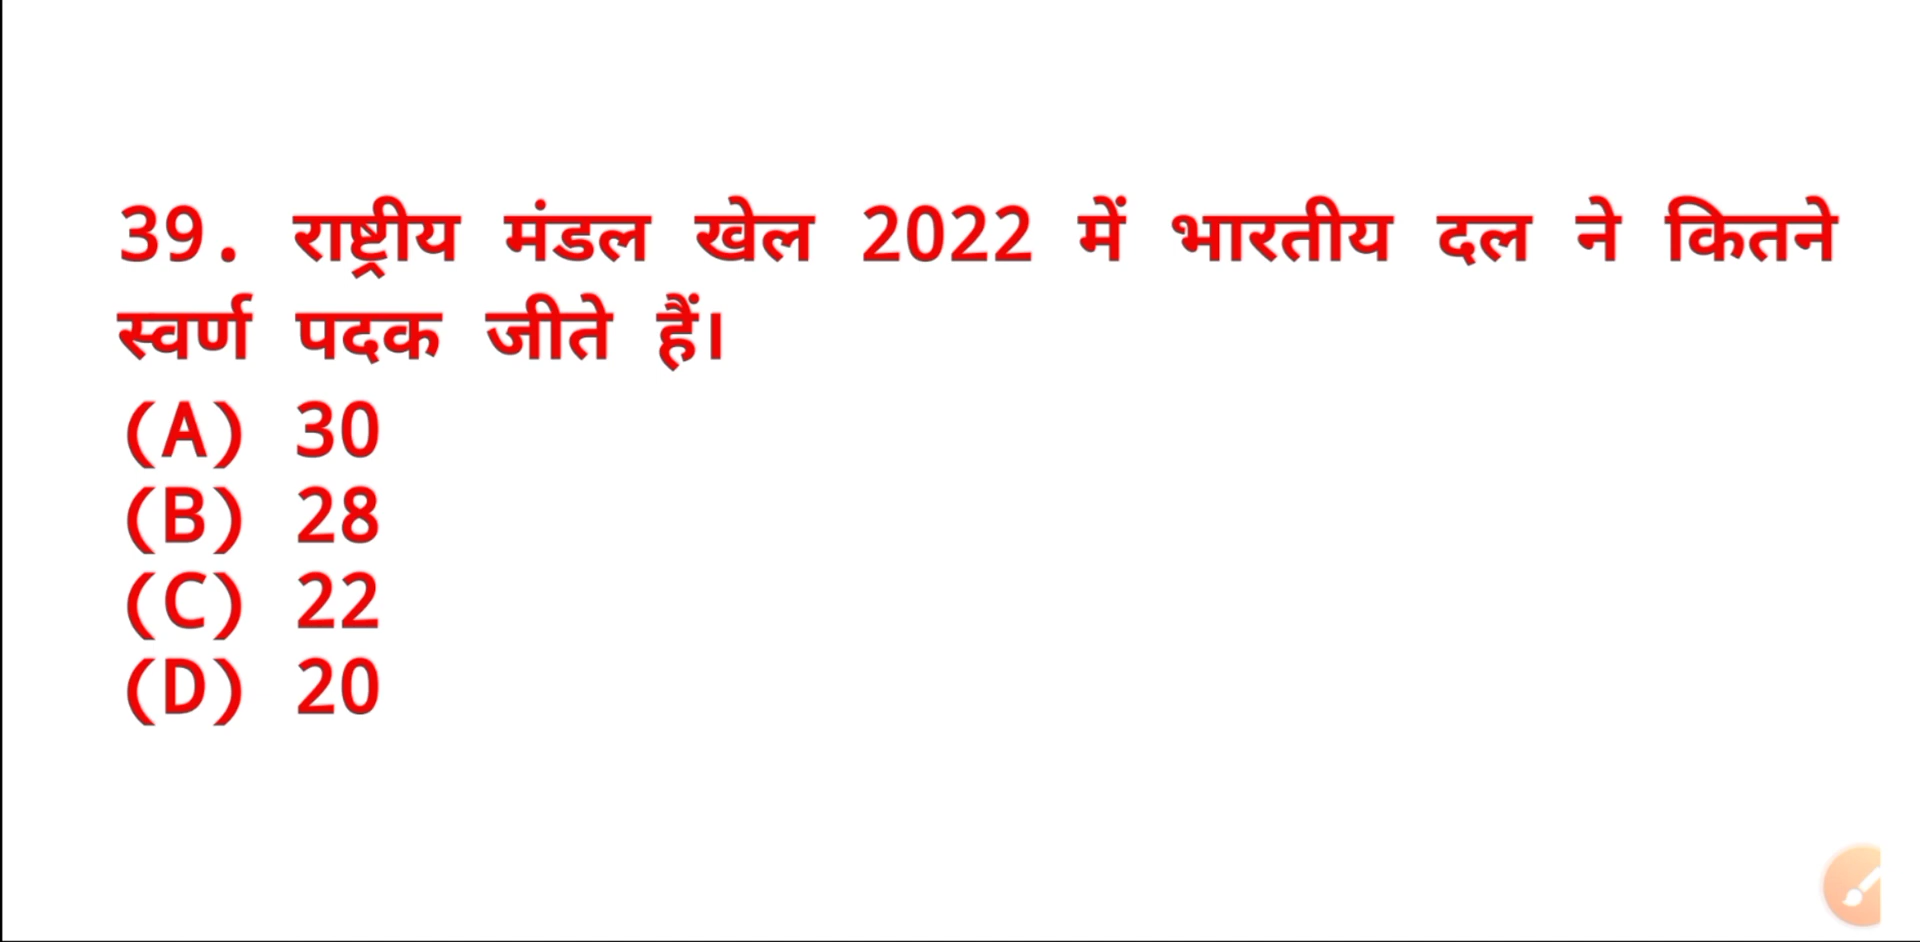 39. राष्ट्रीय मंडल खेल 2022 में भारतीय दल ने कितने
स्वर्ण पदक जीते हैं।
(A) 30
(B) 28
(C) 22
(D) 20